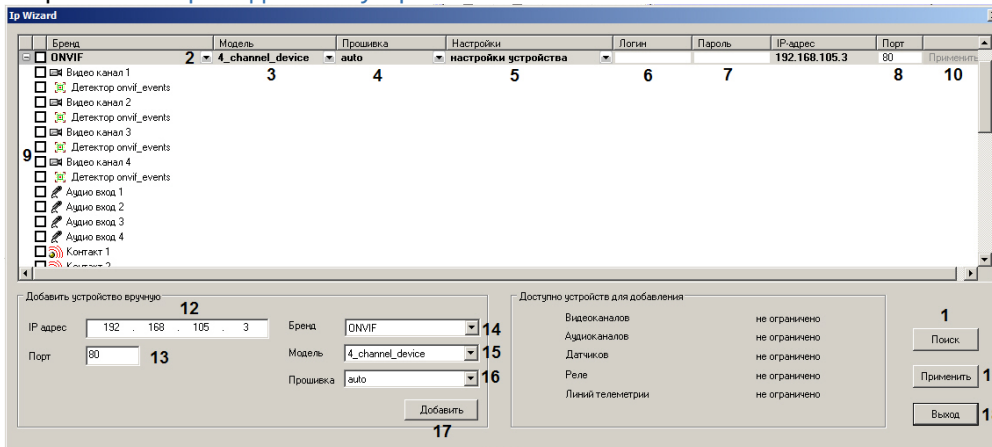 Ip Wizard
Бренд Модель Прошивка Настройки Логин Пароль IP-адрес Порт
ONVIF 2 4_channel_device auto настройки устройства 192.168.105.3 80 Применить
3 4 5 6 7 8 10
Видео канал 1
Детектор onvif_events
Видео канал 2
Детектор onvif_events
Видео канал 3
Детектор onvif_events
9
Видео канал 4
Детектор onvif_events
Аудио вход 1
Аудио вход 2
Аудио вход 3
Аудио вход 4
Контакт 1
Контакт 2
Добавить устройство вручную
12
IP адрес 192 . 168 . 105 . 3
Порт 80 13
Бренд ONVIF 14
Модель 4_channel_device 15
Прошивка auto 16
Добавить
17
Доступно устройств для добавления
Видеоканалов не ограничено
Аудиоканалов не ограничено
Датчиков не ограничено
Реле не ограничено
Линий телеметрии не ограничено
1
Поиск
Применить 1
Выход 1